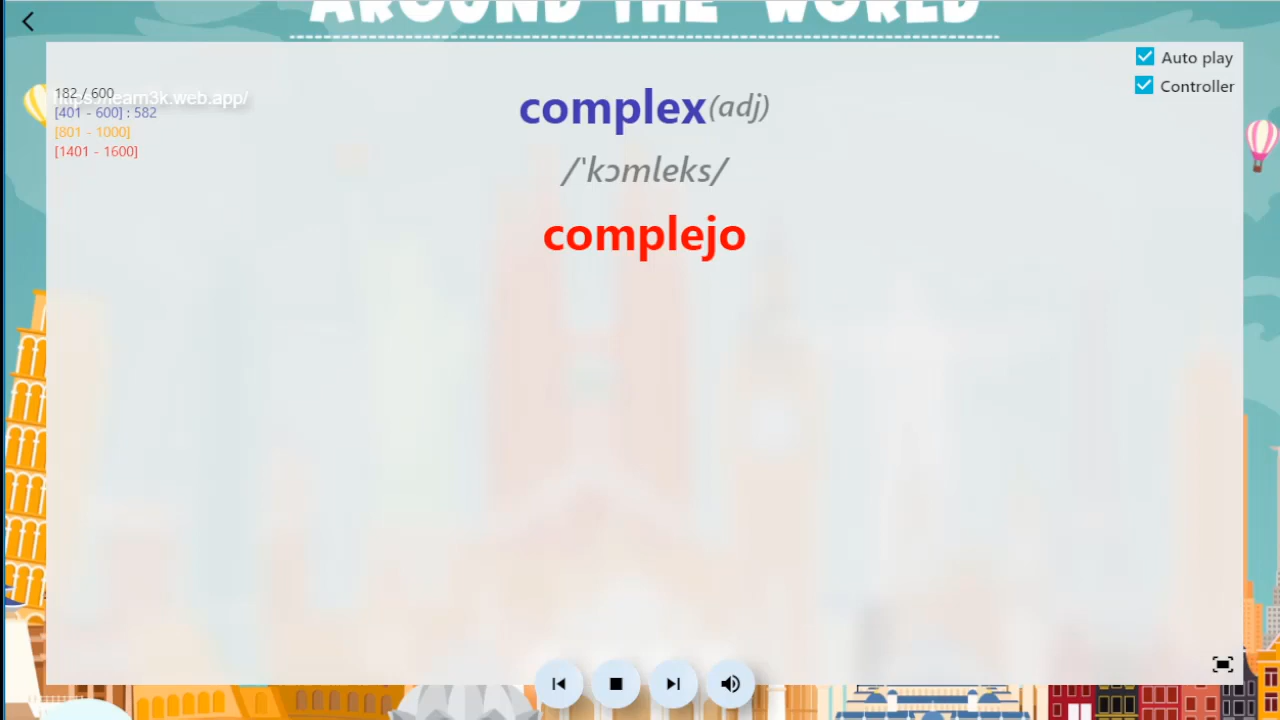 AROUND THE WORLD
Auto play
Controller
182 / 600
https://learn3k.web.app/
[401 - 600] : 582
[801 - 1000]
[1401 - 1600]
complex(adj)
/ˈkɔmleks/
complejo